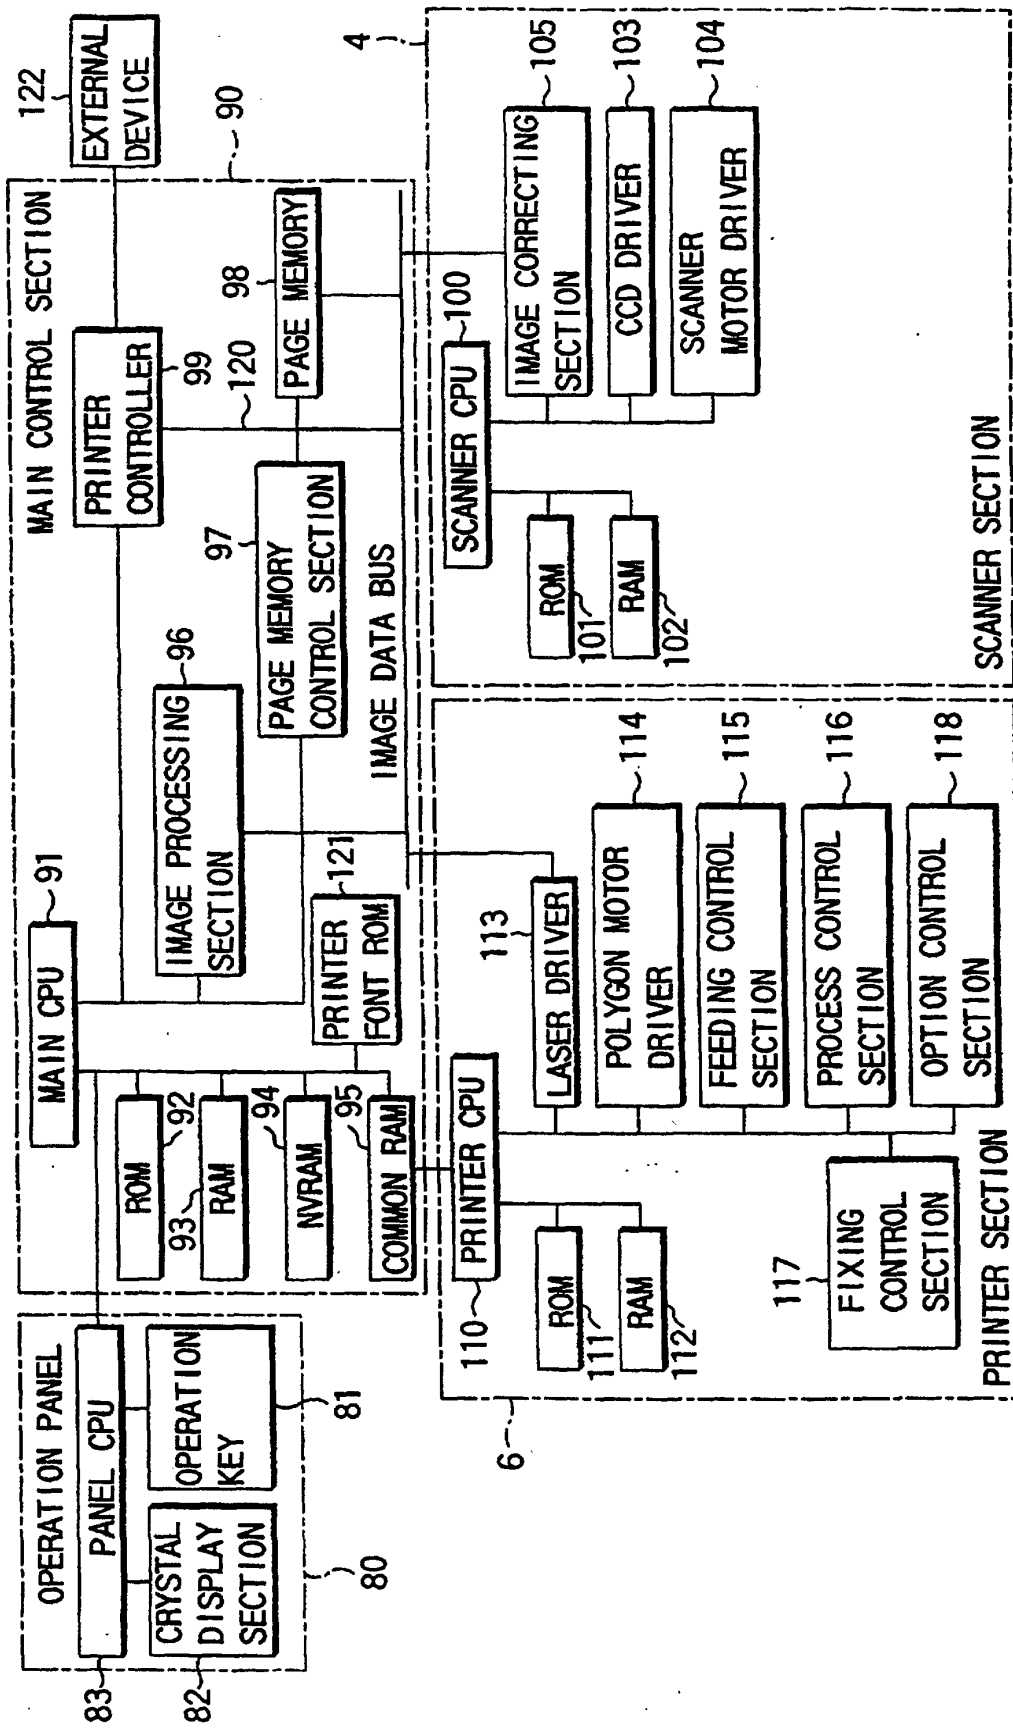 OPERATION PANEL
83
PANEL CPU
82
CRYSTAL
DISPLAY
SECTION
OPERATION
KEY
81
80
MAIN CONTROL SECTION
90
MAIN CPU
91
ROM
92
93
RAM
NVRAM
94
COMMON RAM
95
PRINTER
FONT ROM
121
IMAGE PROCESSING
SECTION
96
PAGE MEMORY
CONTROL SECTION
97
PAGE MEMORY
98
PRINTER
CONTROLLER
99
120
IMAGE DATA BUS
122
EXTERNAL
DEVICE
6
110
PRINTER CPU
ROM
111
RAM
112
113
LASER DRIVER
POLYGON MOTOR
DRIVER
114
FEEDING CONTROL
SECTION
115
PROCESS CONTROL
SECTION
116
117
FIXING
CONTROL
SECTION
OPTION CONTROL
SECTION
118
PRINTER SECTION
4
SCANNER CPU
100
ROM
101
RAM
102
IMAGE CORRECTING
SECTION
105
CCD DRIVER
103
SCANNER
MOTOR DRIVER
104
SCANNER SECTION